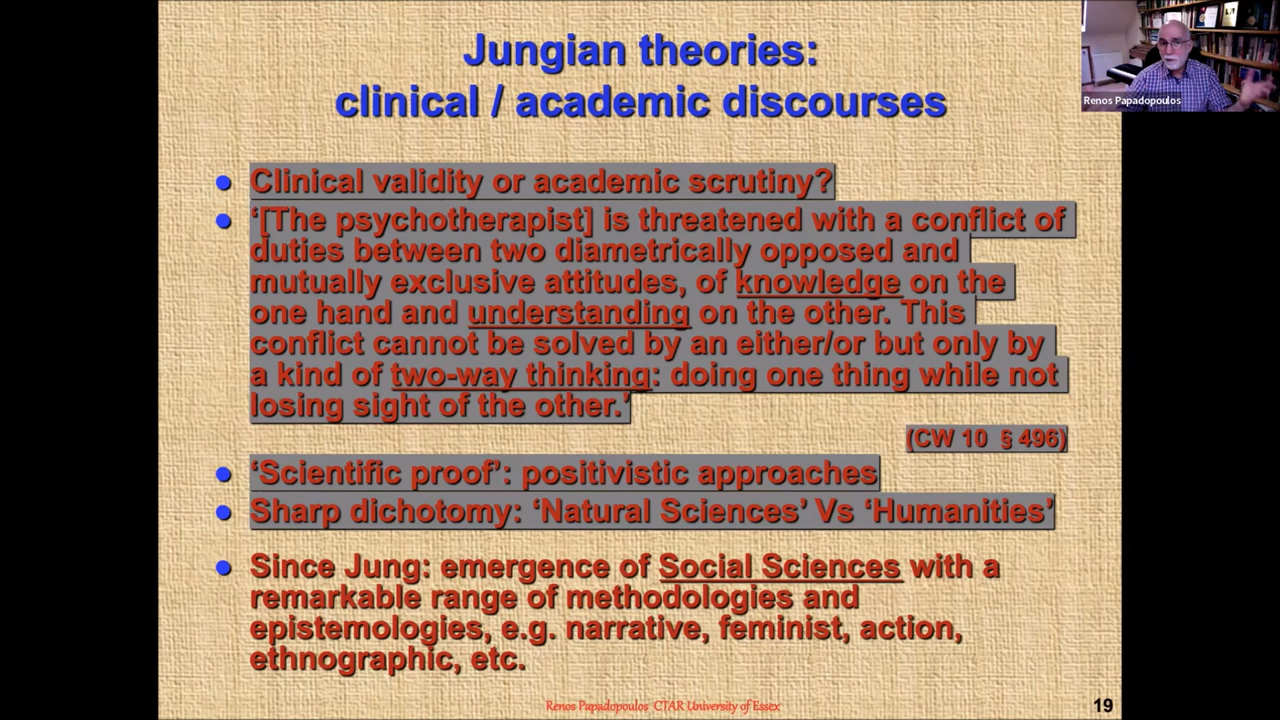 Jungian theories:
clinical / academic discourses
Renos Papadopoulos
● Clinical validity or academic scrutiny?
● ‘[The psychotherapist] is threatened with a conflict of
duties between two diametrically opposed and
mutually exclusive attitudes, of knowledge on the
one hand and understanding on the other. This
conflict cannot be solved by an either/or but only by
a kind of two-way thinking: doing one thing while not
losing sight of the other.’
(CW 10 § 496)
● ‘Scientific proof’: positivistic approaches
● Sharp dichotomy: ‘Natural Sciences’ Vs ‘Humanities’
● Since Jung: emergence of Social Sciences with a
remarkable range of methodologies and
epistemologies, e.g. narrative, feminist, action,
ethnographic, etc.
Renos Papadopoulos CTAR University of Essex
19